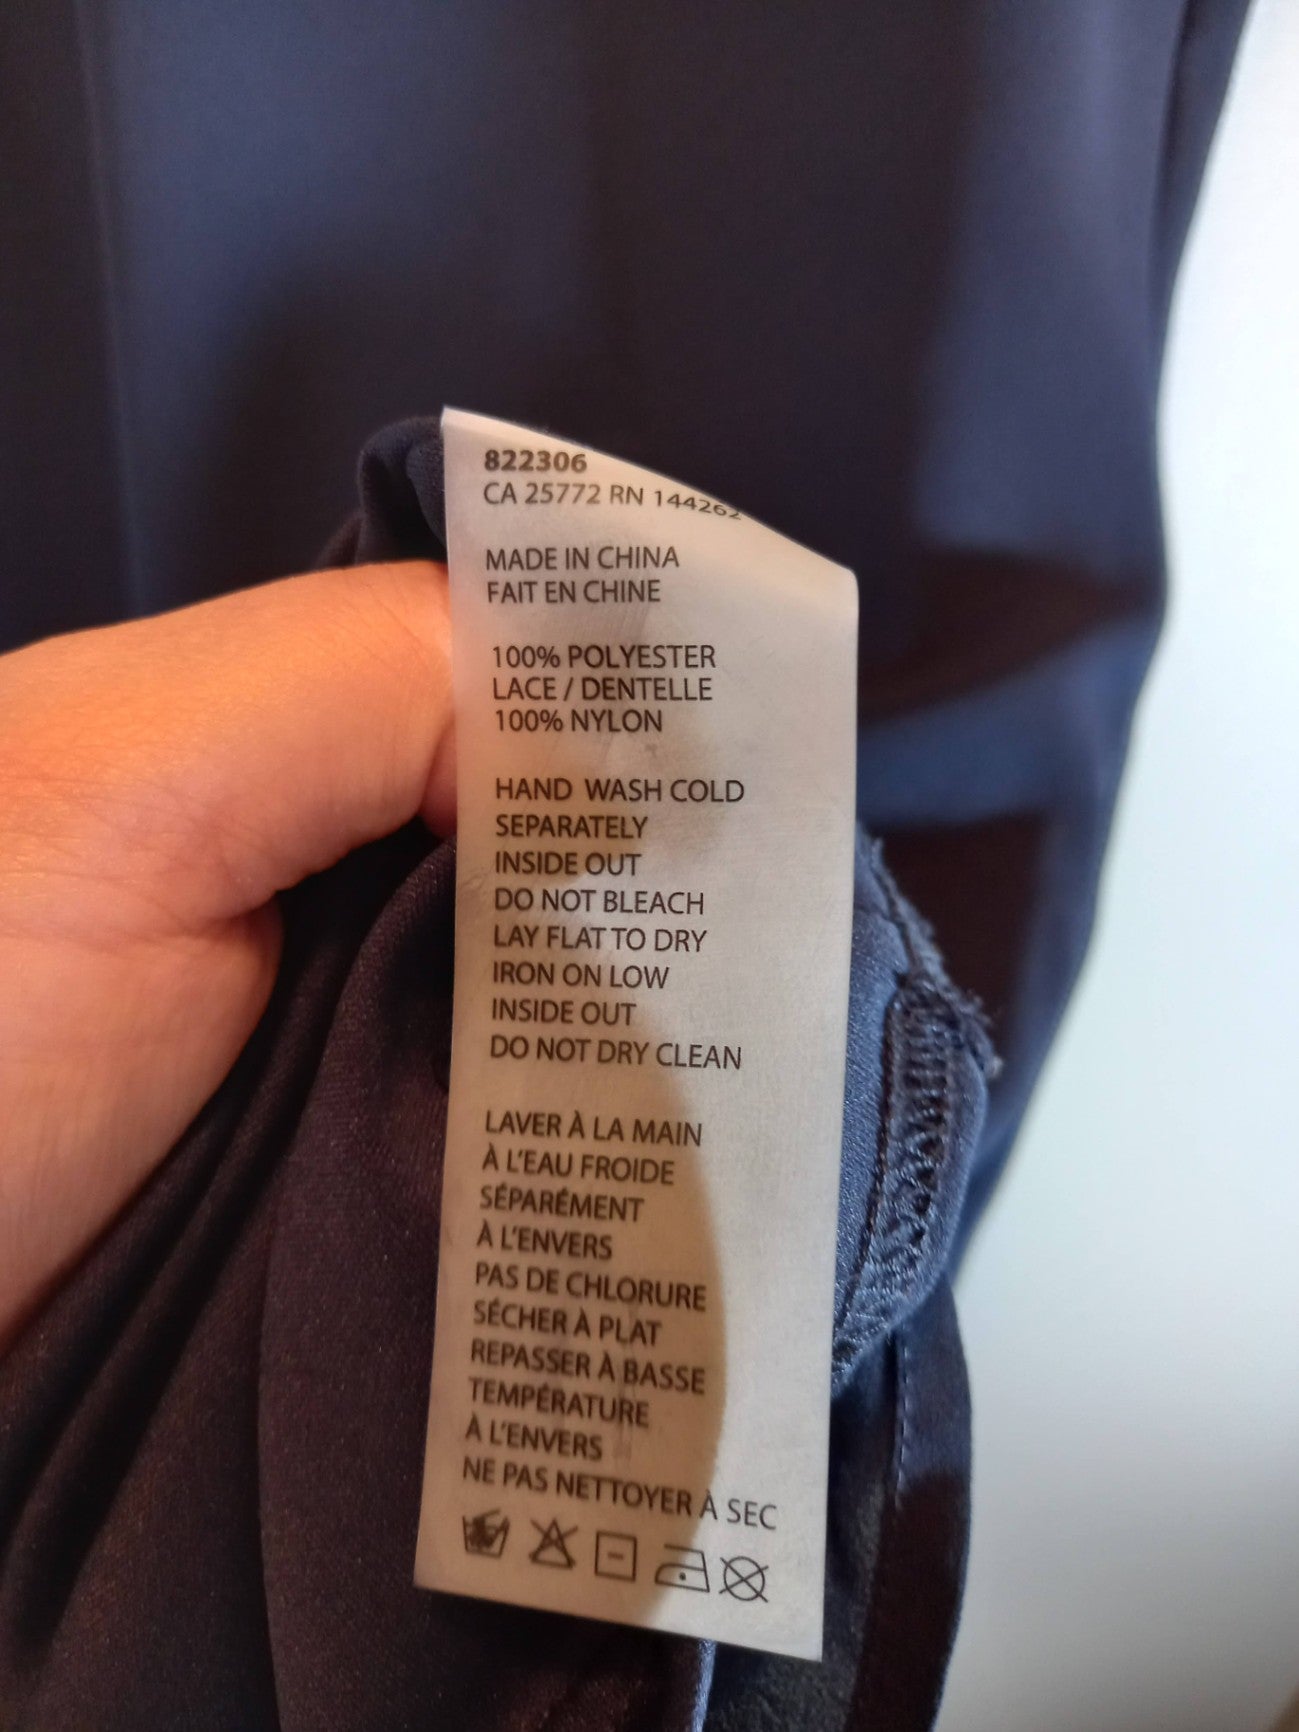 822306
CA 25772 RN 144262
MADE IN CHINA
FAIT EN CHINE
100% POLYESTER
LACE / DENTELLE
100% NYLON
HAND WASH COLD
SEPARATELY
INSIDE OUT
DO NOT BLEACH
LAY FLAT TO DRY
IRON ON LOW
INSIDE OUT
DO NOT DRY CLEAN
LAVER À LA MAIN
À L'EAU FROIDE
SÉPARÉMENT
À L'ENVERS
PAS DE CHLORURE
SÉCHER À PLAT
REPASSER À BASSE
TEMPÉRATURE
À L'ENVERS
NE PAS NETTOYER À SEC